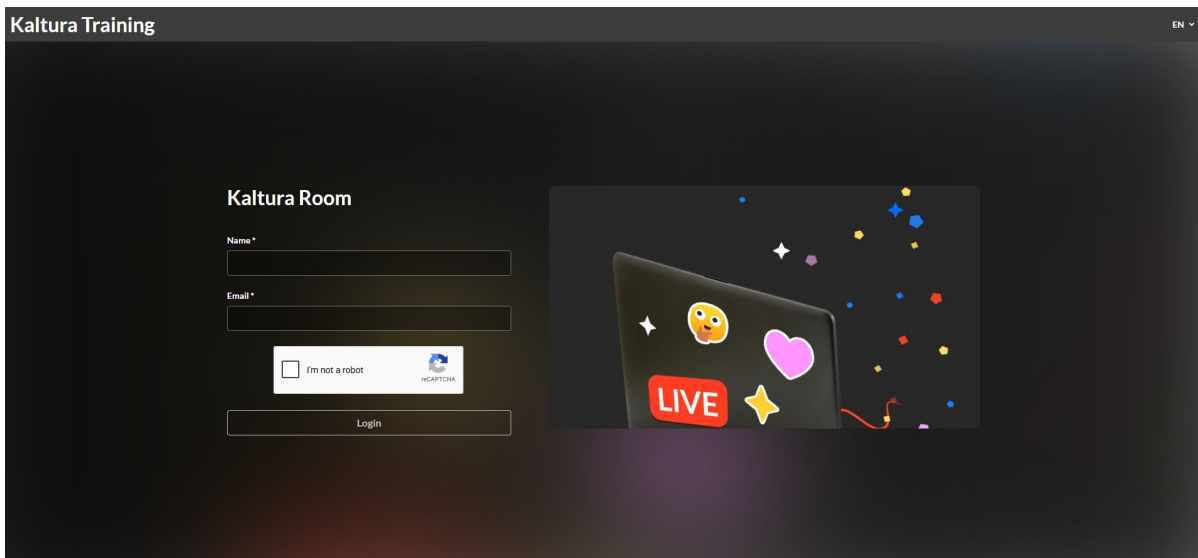 Kaltura Training
EN
Kaltura Room
Name *
Email *
I'm not a robot
reCAPTCHA
Login
LIVE